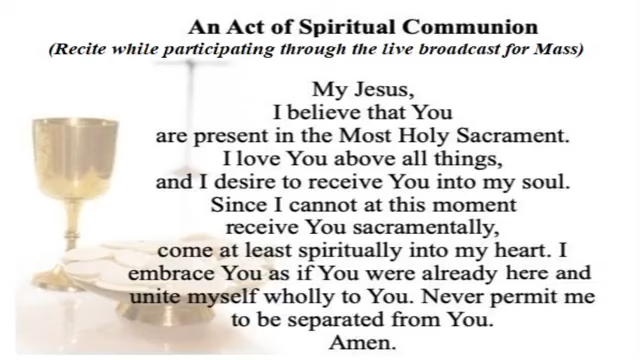 An Act of Spiritual Communion
(Recite while participating through the live broadcast for Mass)
My Jesus,
I believe that You
are present in the Most Holy Sacrament.
I love You above all things,
and I desire to receive You into my soul.
Since I cannot at this moment
receive You sacramentally,
come at least spiritually into my heart. I
embrace You as if You were already here and
unite myself wholly to You. Never permit me
to be separated from You.
Amen.